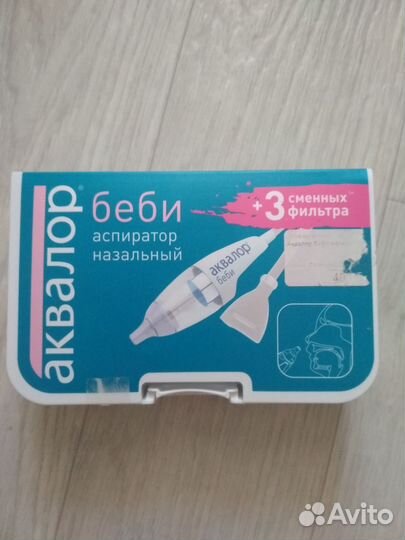 аквалор®
беби
аспиратор
назальный
+3 сменных
фильтра
аквалор®
беби
Avito